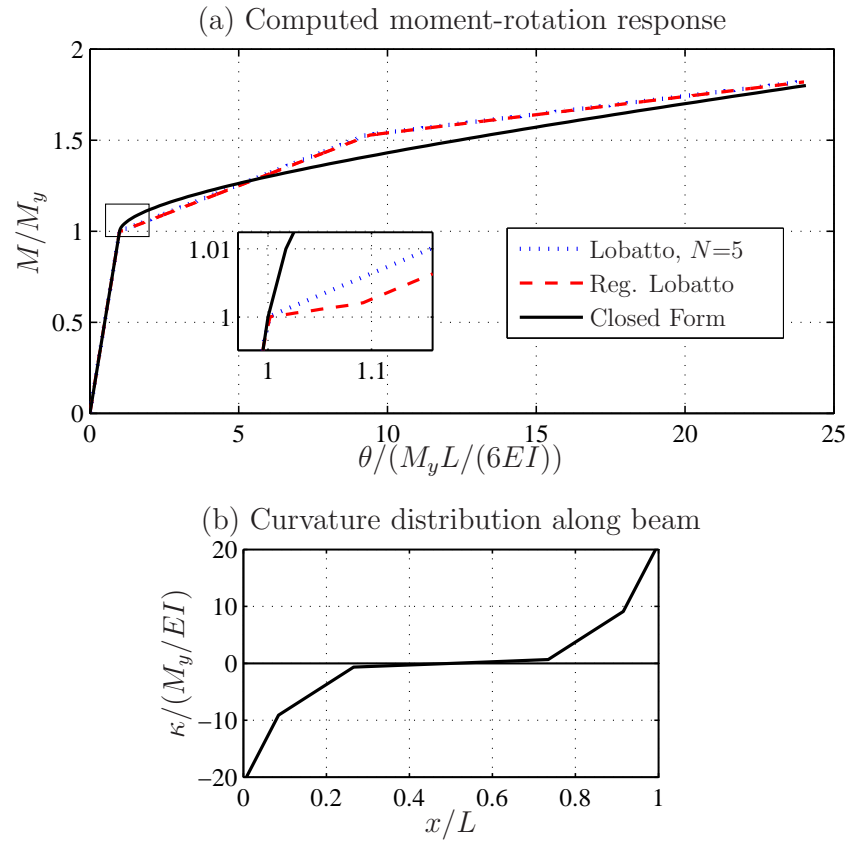 (a) Computed moment-rotation response
2
1.5
1
0.5
0
M/M_y
1.01
1
1
1.1
Lobatto, N=5
Reg. Lobatto
Closed Form
0 5 10 15 20 25
θ/(M_yL/(6EI))
(b) Curvature distribution along beam
20
10
0
−10
−20
κ/(M_y/EI)
0 0.2 0.4 0.6 0.8 1
x/L